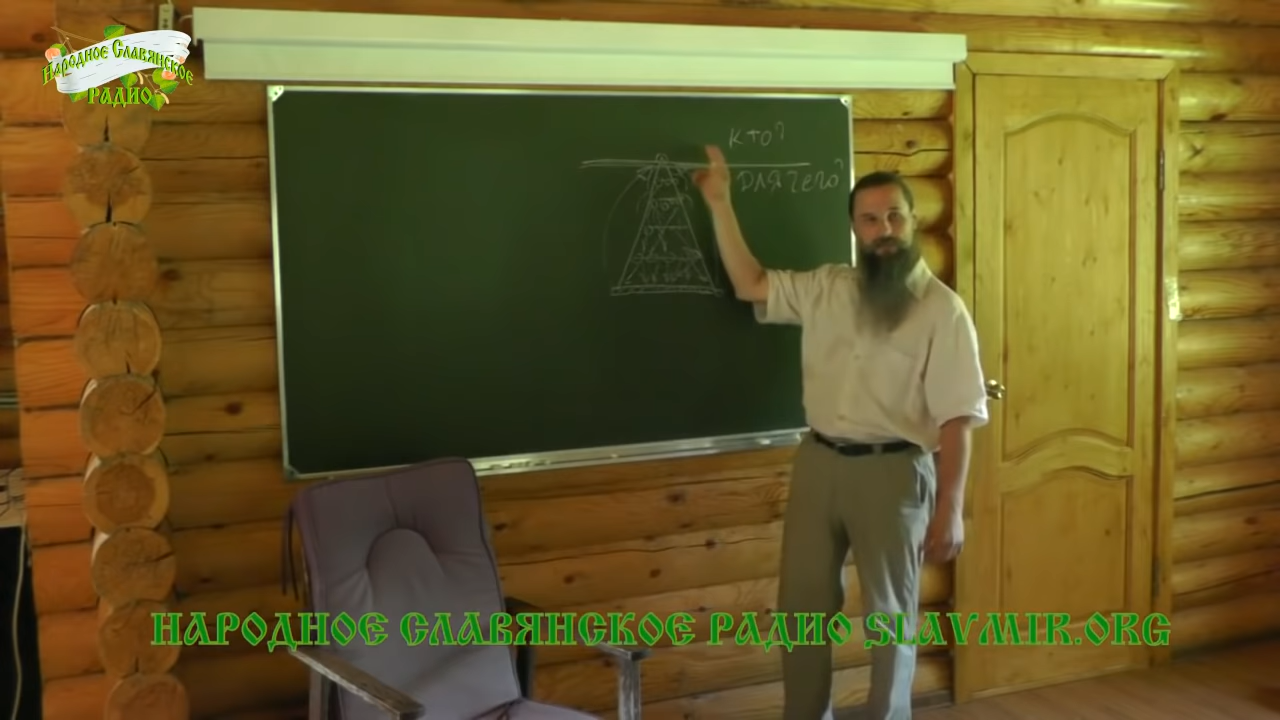 Народное Славянское
РАДИО
кто?
для чего?
НАРОДНОЕ СЛАВЯНСКОЕ РАДИО SLAVMIR.ORG